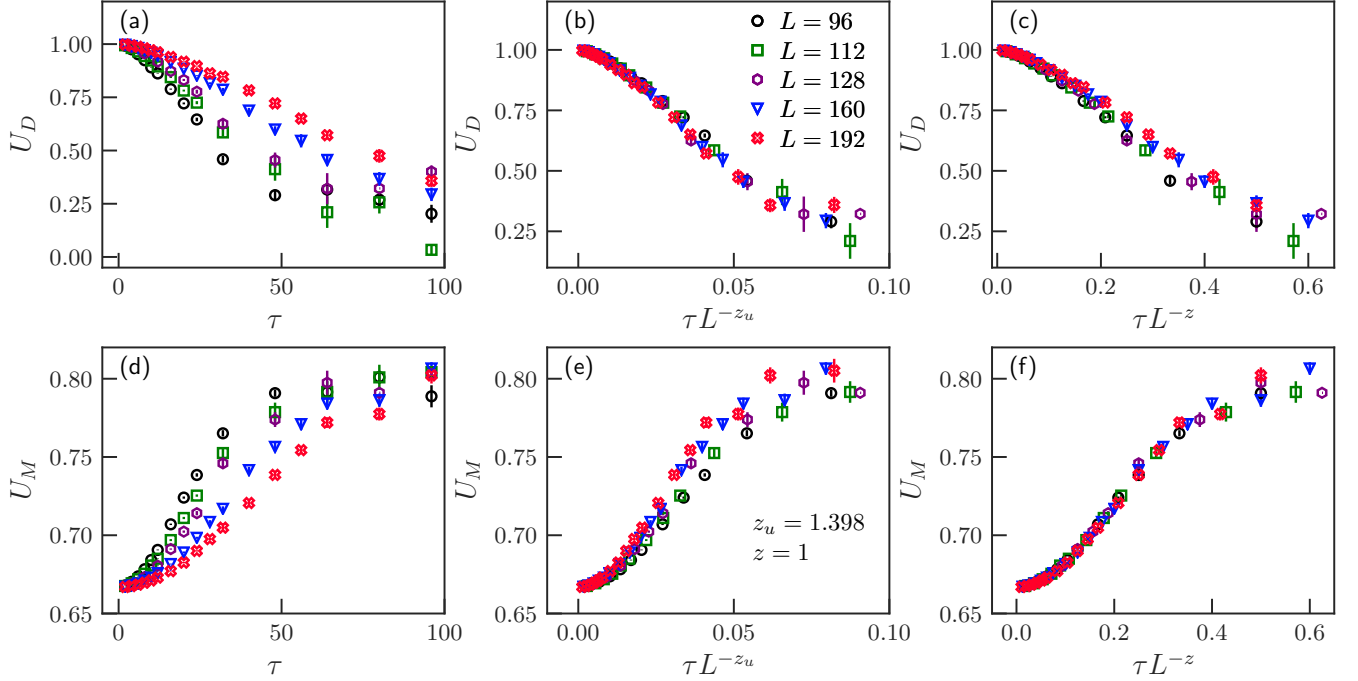 (a)
U_D
1.00
0.75
0.50
0.25
0.00
0
50
100
τ
(b)
U_D
1.00
0.75
0.50
0.25
0.00
0.05
0.10
τL^{-z_u}
L = 96
L = 112
L = 128
L = 160
L = 192
(c)
U_D
1.00
0.75
0.50
0.25
0.0
0.2
0.4
0.6
τL^{-z}
(d)
U_M
0.80
0.75
0.70
0.65
0
50
100
τ
(e)
U_M
0.80
0.75
0.70
0.65
0.00
0.05
0.10
τL^{-z_u}
z_u = 1.398
z = 1
(f)
U_M
0.80
0.75
0.70
0.65
0.0
0.2
0.4
0.6
τL^{-z}